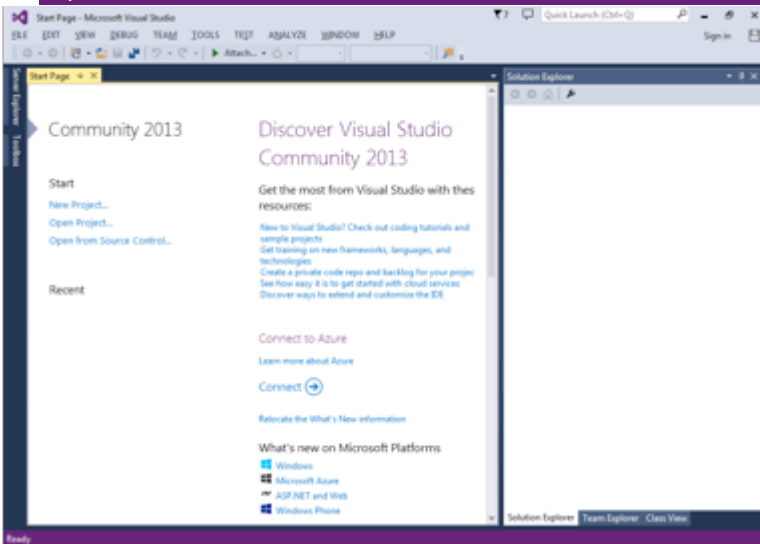 Start Page - Microsoft Visual Studio
Quick Launch (Ctrl+Q)
FILE EDIT VIEW DEBUG TEAM TOOLS TEST ANALYZE WINDOW HELP
Sign in
Attach...
Server Explorer
Toolbox
Start Page
Community 2013
Start
New Project...
Open Project...
Open from Source Control...
Recent
Discover Visual Studio
Community 2013
Get the most from Visual Studio with thes
resources:
New to Visual Studio? Check out coding tutorials and
sample projects
Get training on new frameworks, languages, and
technologies
Create a private code repo and backlog for your projec
See how easy it is to get started with cloud services
Discover ways to extend and customize the IDE
Connect to Azure
Learn more about Azure
Connect
Relocate the What's New information
What's new on Microsoft Platforms
Windows
Microsoft Azure
ASP.NET and Web
Windows Phone
Solution Explorer
Solution Explorer Team Explorer Class View
Ready